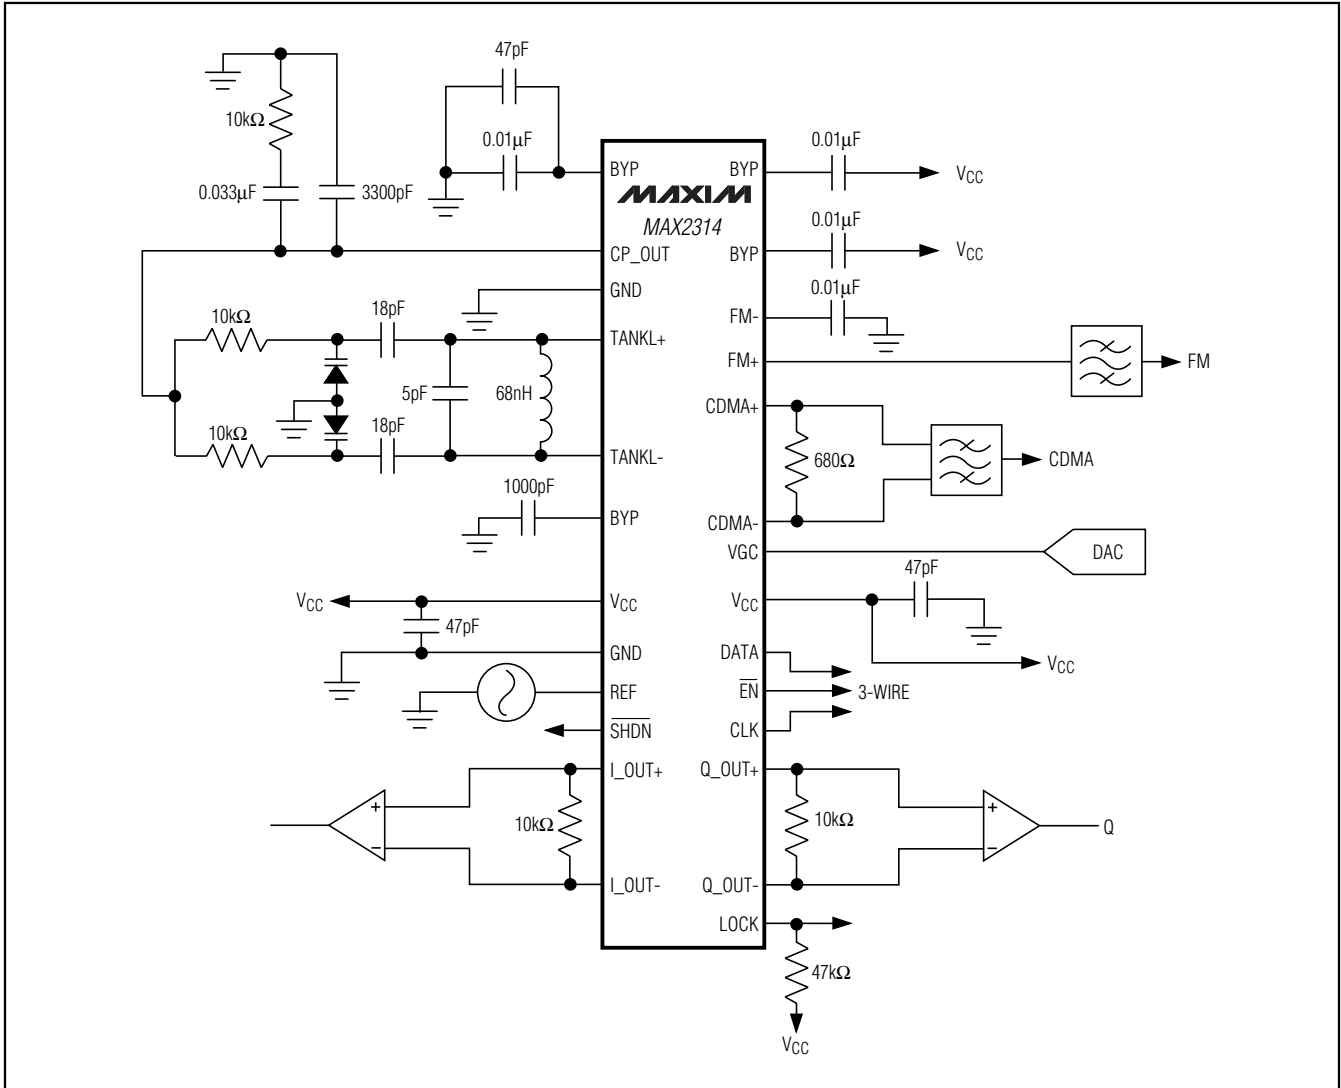 47pF
10kΩ
0.01µF
0.033µF
3300pF
BYP
CP_OUT
GND
10kΩ
18pF
TANKL+
5pF
68nH
10kΩ
18pF
TANKL-
1000pF
BYP
VCC
VCC
47pF
GND
REF
S̅H̅D̅N̅
I_OUT+
+
10kΩ
−
I_OUT-
MAXIM
MAX2314
BYP
0.01µF
VCC
BYP
0.01µF
VCC
FM-
0.01µF
FM+
FM
CDMA+
680Ω
CDMA
CDMA-
VGC
DAC
VCC
47pF
VCC
DATA
E̅N̅
3-WIRE
CLK
Q_OUT+
10kΩ
+
−
Q
Q_OUT-
LOCK
47kΩ
VCC